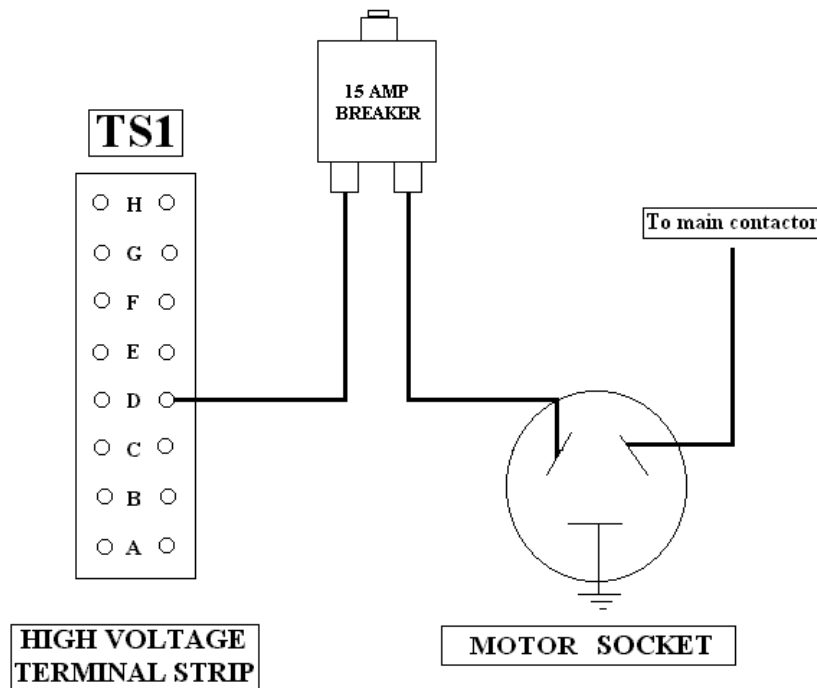 15 AMP
BREAKER
TS1
H
G
F
E
D
C
B
A
To main contactor
HIGH VOLTAGE
TERMINAL STRIP
MOTOR SOCKET